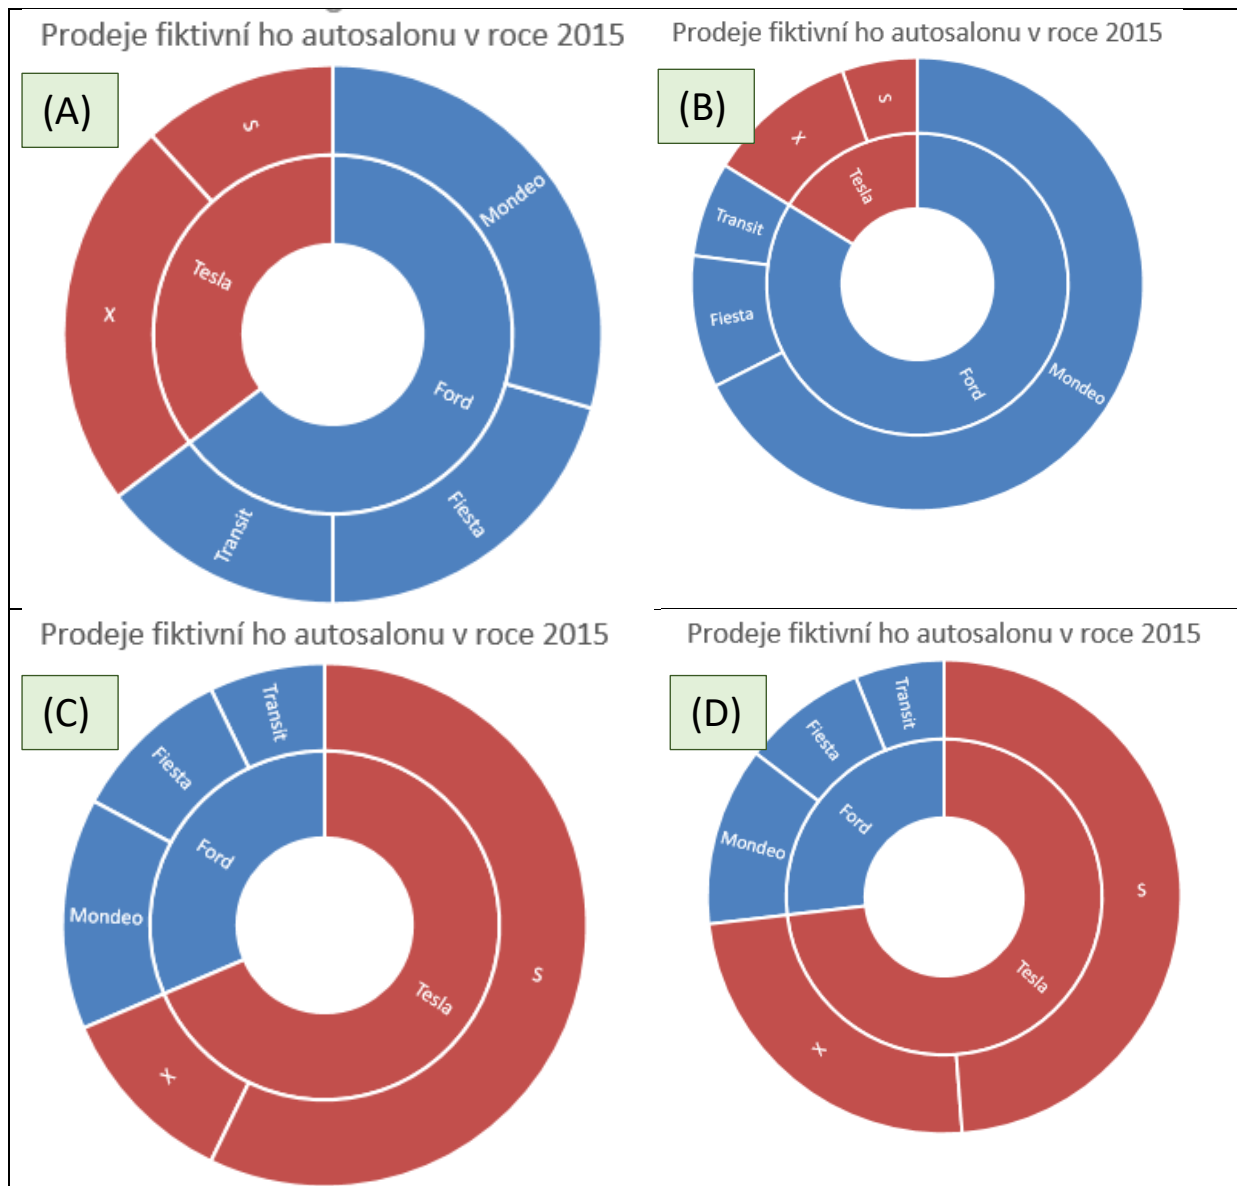 Prodeje fiktivní ho autosalonu v roce 2015
(A)
S
Mondeo
Tesla
X
Ford
Fiesta
Transit
Prodeje fiktivní ho autosalonu v roce 2015
(B)
S
X
Tesla
Transit
Fiesta
Ford
Mondeo
Prodeje fiktivní ho autosalonu v roce 2015
(C)
Transit
Fiesta
Ford
Mondeo
S
Tesla
X
Prodeje fiktivní ho autosalonu v roce 2015
(D)
Transit
Fiesta
Ford
Mondeo
S
Tesla
X